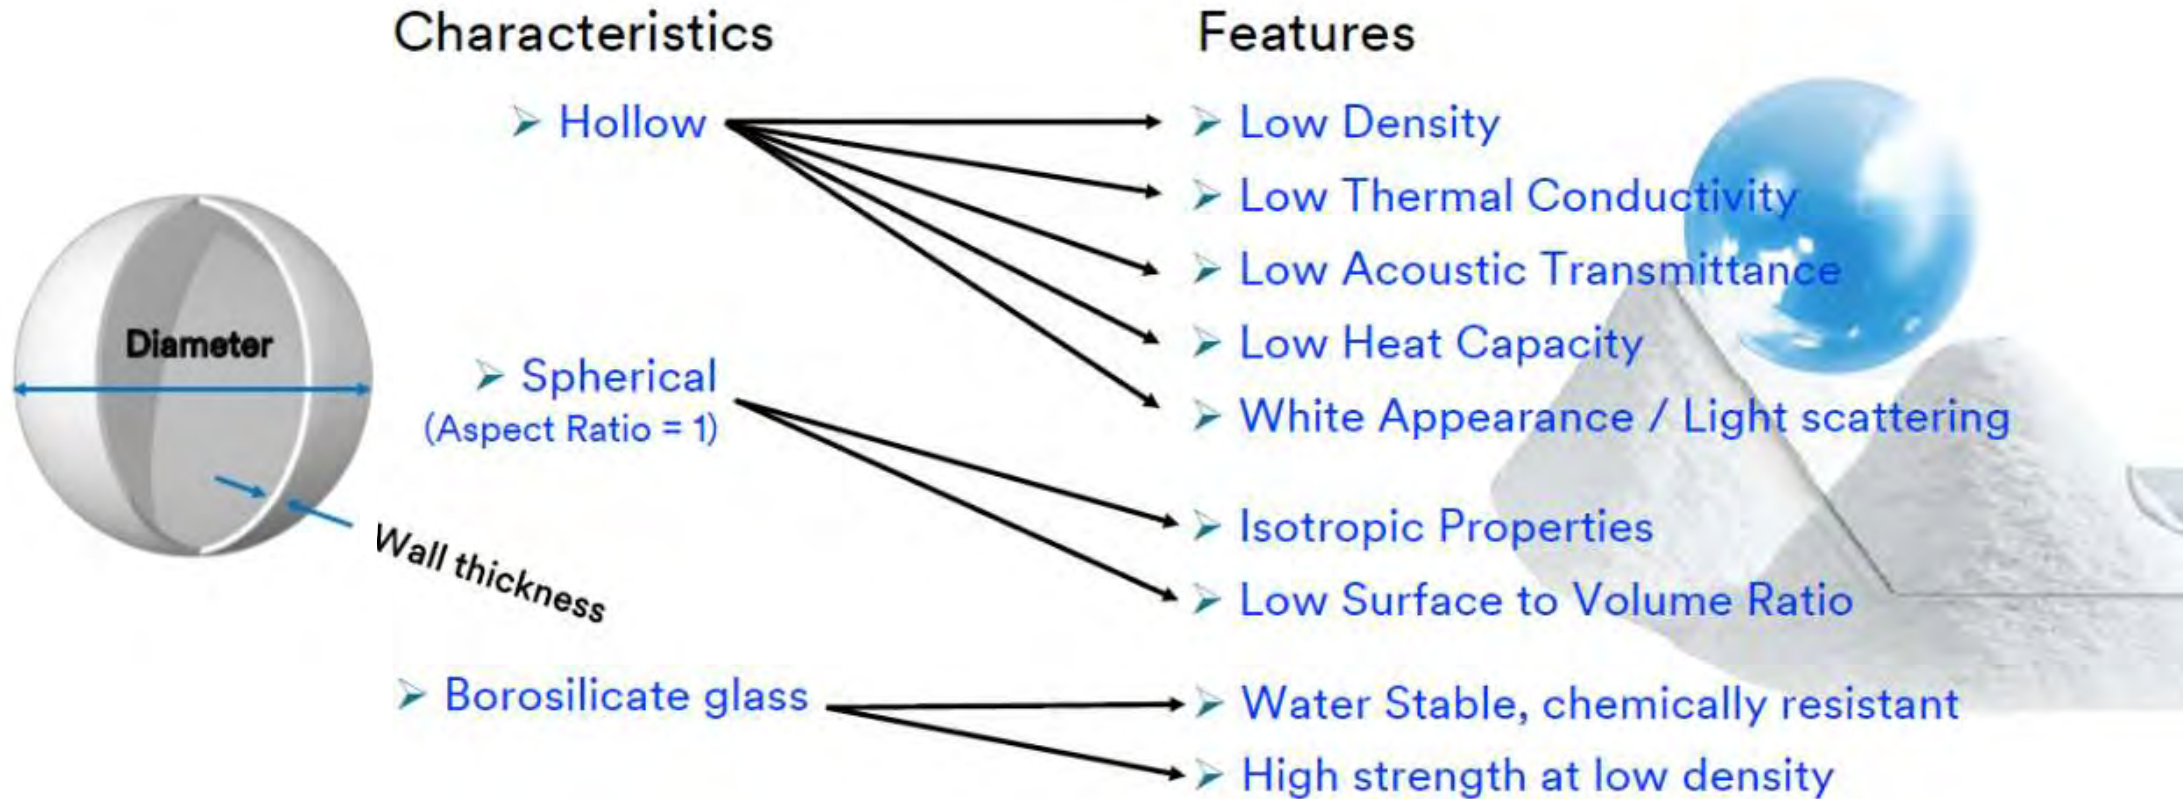 Characteristics
Features
➢ Hollow
➢ Low Density
➢ Low Thermal Conductivity
➢ Low Acoustic Transmittance
➢ Low Heat Capacity
➢ White Appearance / Light scattering
Diameter
Wall thickness
➢ Spherical
(Aspect Ratio = 1)
➢ Isotropic Properties
➢ Low Surface to Volume Ratio
➢ Borosilicate glass
➢ Water Stable, chemically resistant
➢ High strength at low density